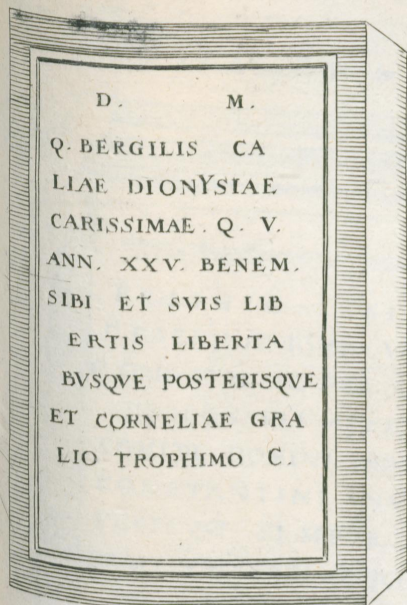 D. M.
Q. BERGILIS CA
LIAE DIONYSIAE
CARISSIMAE. Q. V.
ANN. XXV. BENEM.
SIBI ET SVIS LIB
ERTIS LIBERTA
BVSQVE POSTERISQVE
ET CORNELIAE GRA
LIO TROPHIMO C.